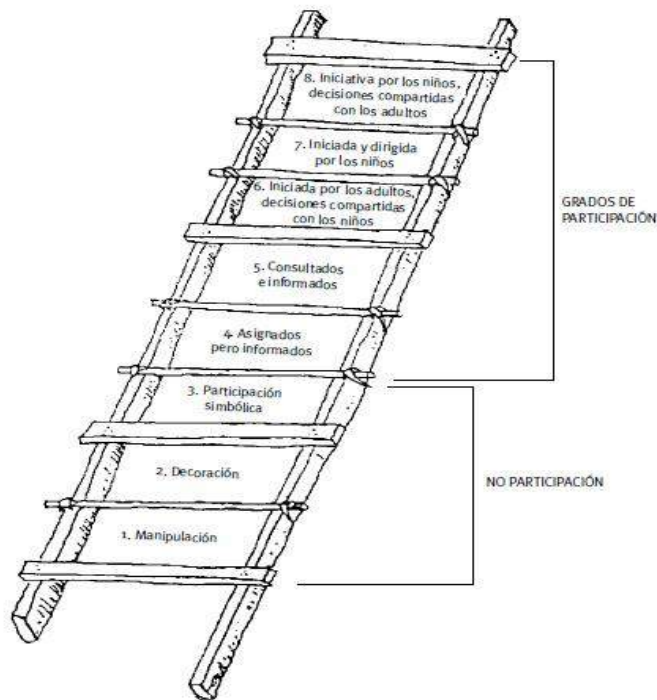 8. Iniciativa por los niños,
decisiones compartidas
con los adultos
7. Iniciada y dirigida
por los niños
6. Iniciada por los adultos,
decisiones compartidas
con los niños
GRADOS DE
PARTICIPACIÓN
5. Consultados
e informados
4. Asignados
pero informados
3. Participación
simbólica
2. Decoración
NO PARTICIPACIÓN
1. Manipulación